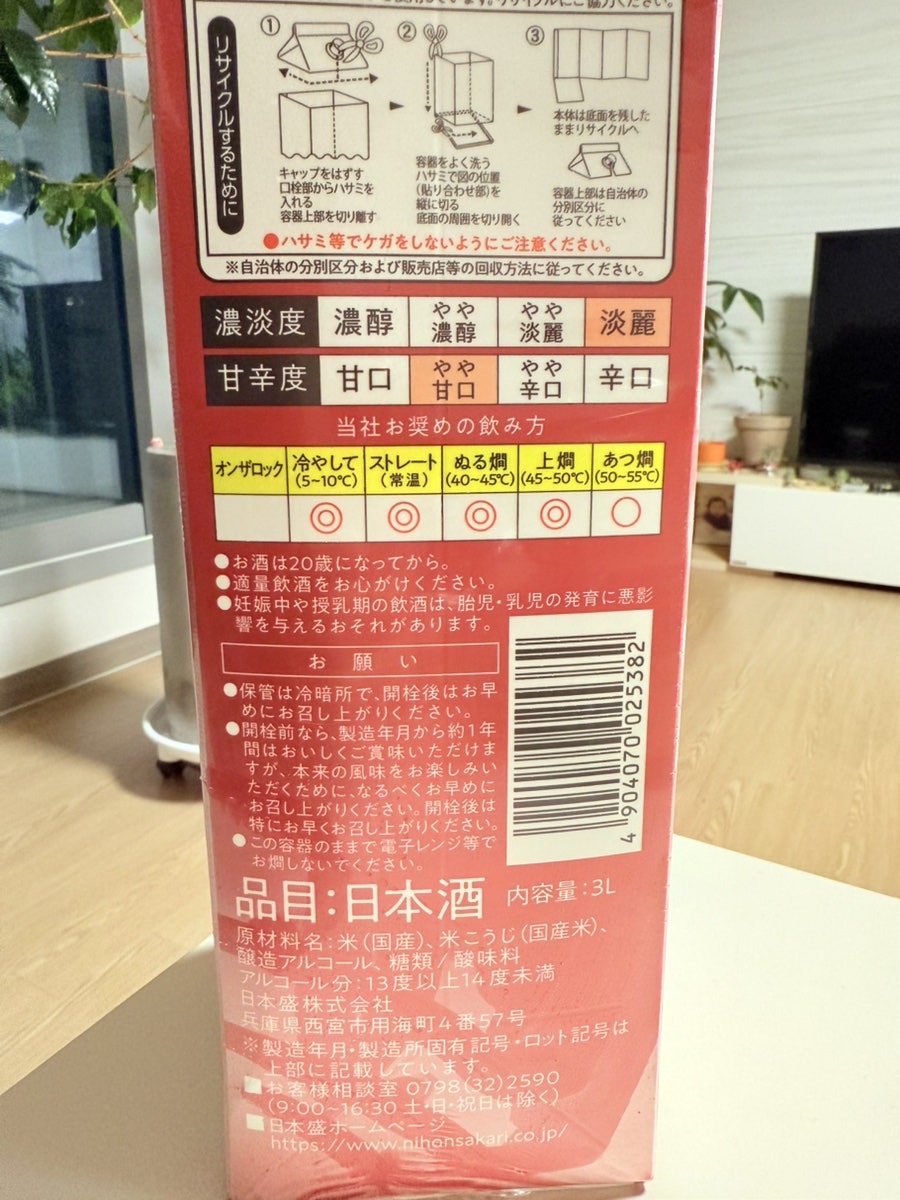 リサイクルにご協力ください。
リサイクルするために
①
キャップをはずす
口栓部からハサミを
入れる
容器上部を切り離す
②
容器をよく洗う
ハサミで図の位置
(貼り合わせ部)を
縦に切る
底面の周囲を切り開く
③
本体は底面を残した
ままリサイクルへ
容器上部は自治体の
分別区分に
従ってください
●ハサミ等でケガをしないようにご注意ください。
※自治体の分別区分および販売店等の回収方法に従ってください。
濃淡度 濃醇 やや濃醇 やや淡麗 淡麗
甘辛度 甘口 やや甘口 やや辛口 辛口
当社お奨めの飲み方
オンザロック 冷やして(5~10℃) ストレート(常温) ぬる燗(40~45℃) 上燗(45~50℃) あつ燗(50~55℃)
◎ ◎ ◎ ◎ ○
●お酒は20歳になってから。
●適量飲酒をお心がけください。
●妊娠中や授乳期の飲酒は、胎児・乳児の発育に悪影
響を与えるおそれがあります。
お願い
●保管は冷暗所で、開栓後はお早
めにお召し上がりください。
●開栓前なら、製造年月から約1年
間はおいしくご賞味いただけま
すが、本来の風味をお楽しみい
ただくために、なるべくお早めに
お召し上がりください。開栓後は
特にお早くお召し上がりください。
●この容器のままで電子レンジ等で
お燗しないでください。
4 904070 025382
品目:日本酒 内容量:3L
原材料名:米(国産)、米こうじ(国産米)、
醸造アルコール、糖類/酸味料
アルコール分:13度以上14度未満
日本盛株式会社
兵庫県西宮市用海町4番57号
※製造年月・製造所固有記号・ロット記号は
上部に記載しています。
■お客様相談室 0798(32)2590
(9:00~16:30 土・日・祝日は除く)
■日本盛ホームページ
https://www.nihonsakari.co.jp/